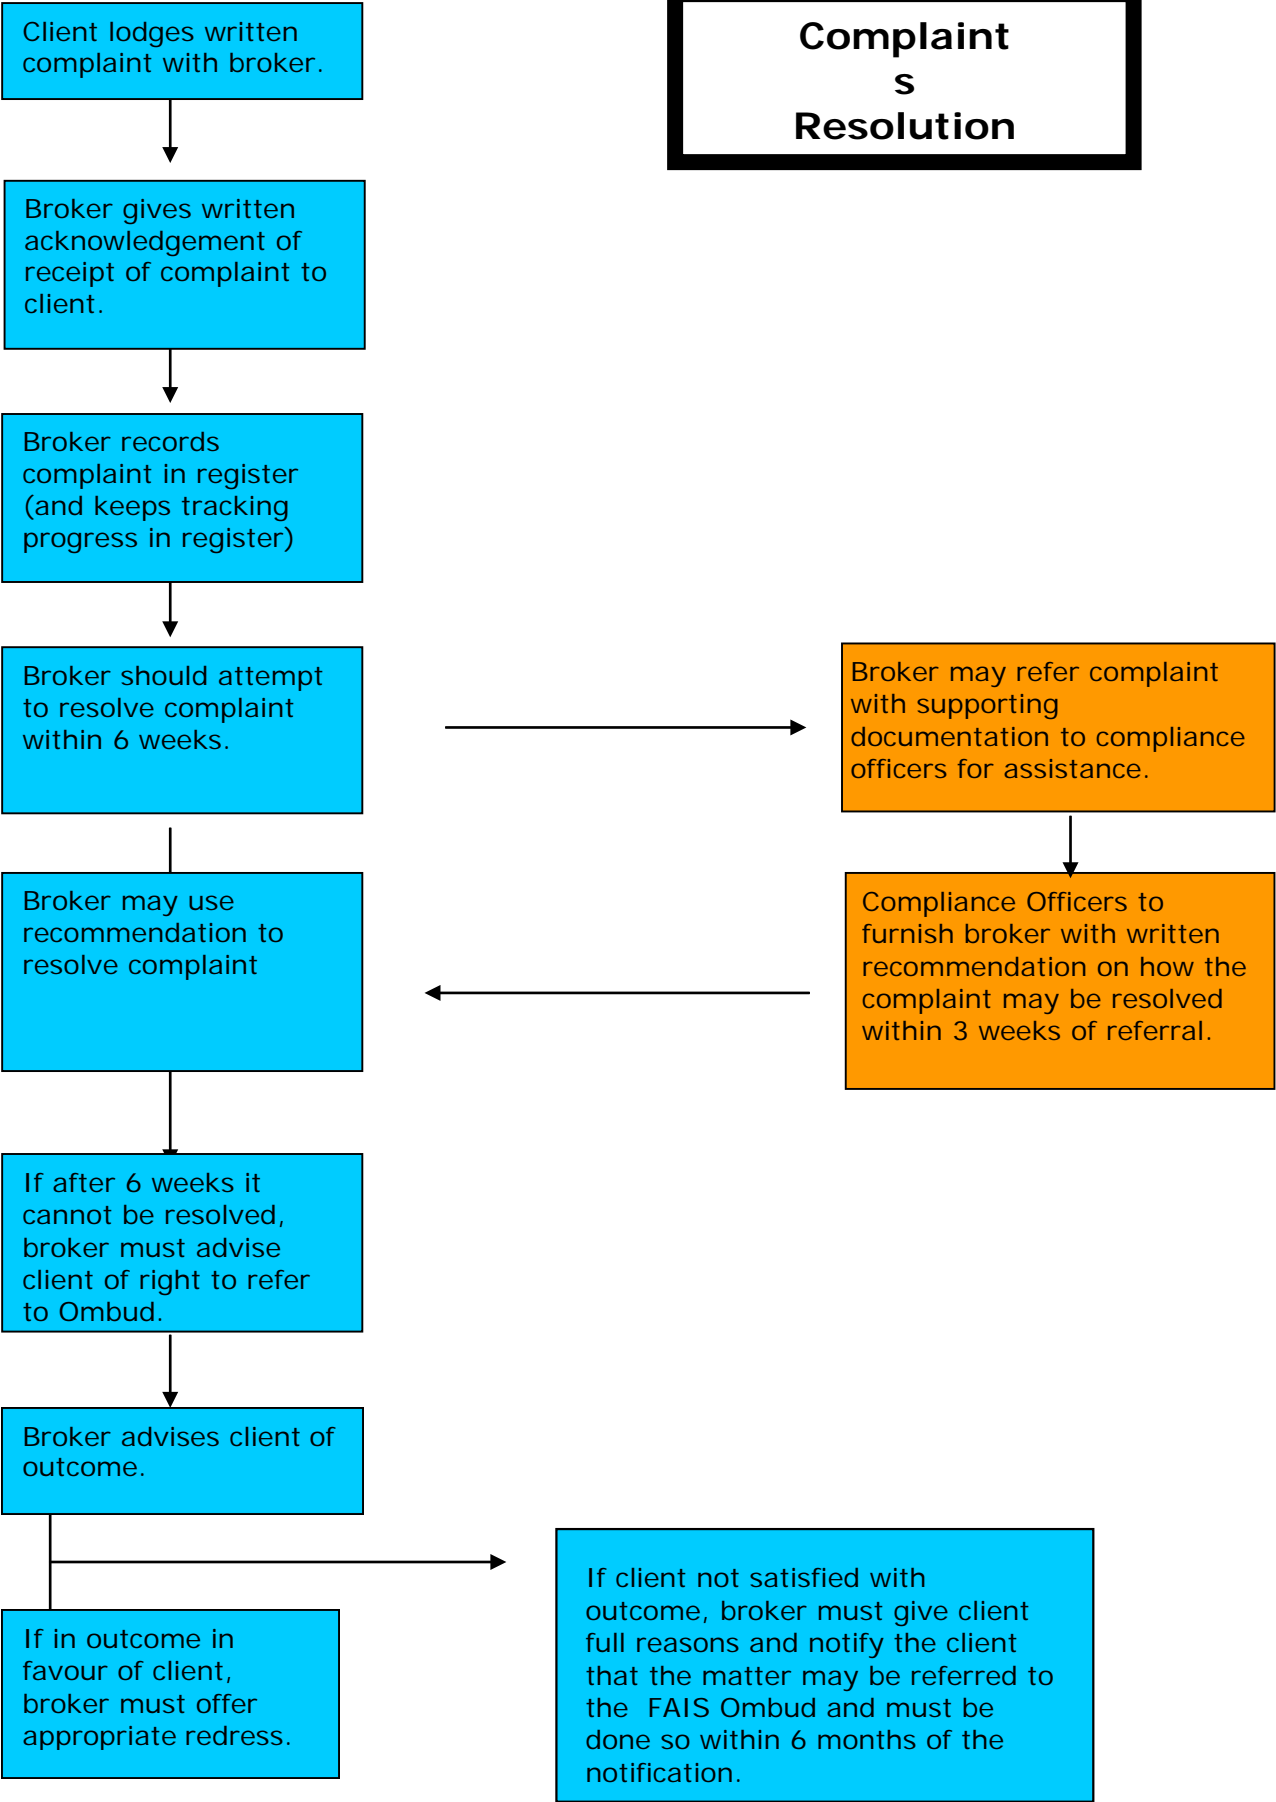 Complaint
s
Resolution
Client lodges written
complaint with broker.
Broker gives written
acknowledgement of
receipt of complaint to
client.
Broker records
complaint in register
(and keeps tracking
progress in register)
Broker should attempt
to resolve complaint
within 6 weeks.
Broker may refer complaint
with supporting
documentation to compliance
officers for assistance.
Compliance Officers to
furnish broker with written
recommendation on how the
complaint may be resolved
within 3 weeks of referral.
Broker may use
recommendation to
resolve complaint
If after 6 weeks it
cannot be resolved,
broker must advise
client of right to refer
to Ombud.
Broker advises client of
outcome.
If in outcome in
favour of client,
broker must offer
appropriate redress.
If client not satisfied with
outcome, broker must give client
full reasons and notify the client
that the matter may be referred to
the  FAIS Ombud and must be
done so within 6 months of the
notification.